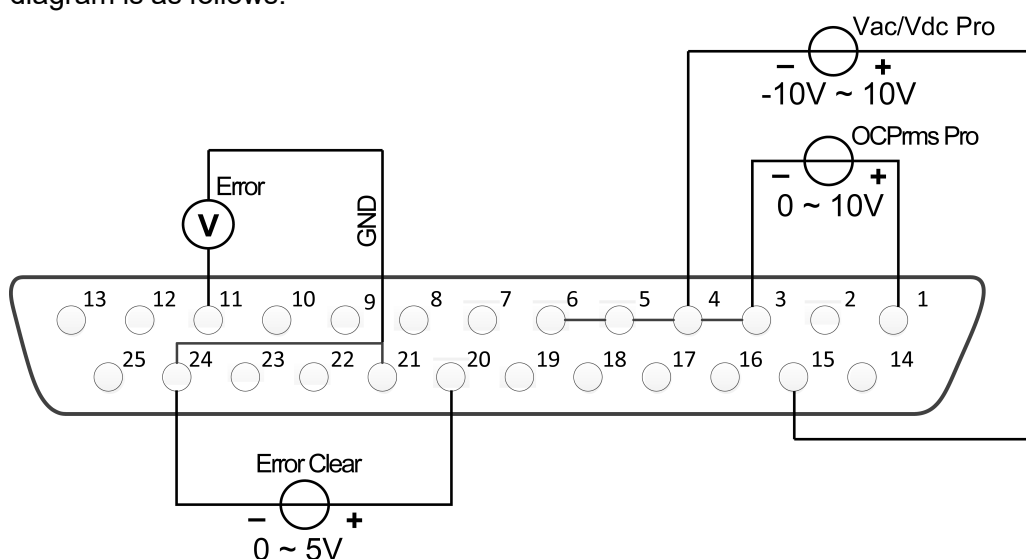 diagram is as follows:
Vac/Vdc Pro
− +
-10V ~ 10V
OCPrms Pro
− +
0 ~ 10V
Error
V
GND
13 12 11 10 9 8 7 6 5 4 3 2 1
25 24 23 22 21 20 19 18 17 16 15 14
Error Clear
− +
0 ~ 5V